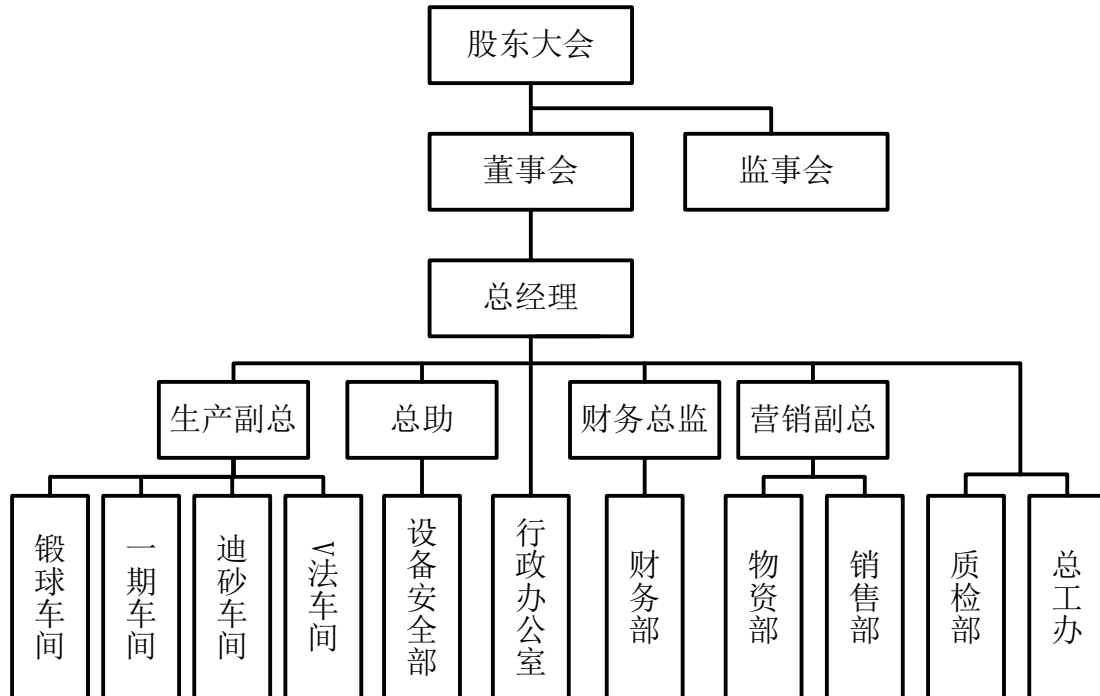 股东大会
董事会
监事会
总经理
生产副总
总助
财务总监
营销副总
锻球车间
一期车间
迪砂车间
V法车间
设备安全部
行政办公室
财务部
物资部
销售部
质检部
总工办